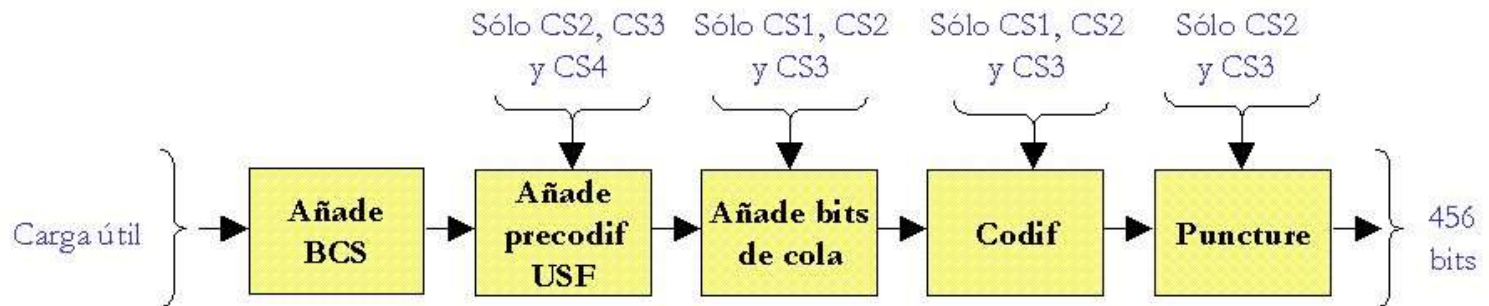 Sólo CS2, CS3
y CS4
Sólo CS1, CS2
y CS3
Sólo CS1, CS2
y CS3
Sólo CS2
y CS3
Carga útil
Añade
BCS
Añade
precodif
USF
Añade bits
de cola
Codif
Puncture
456
bits